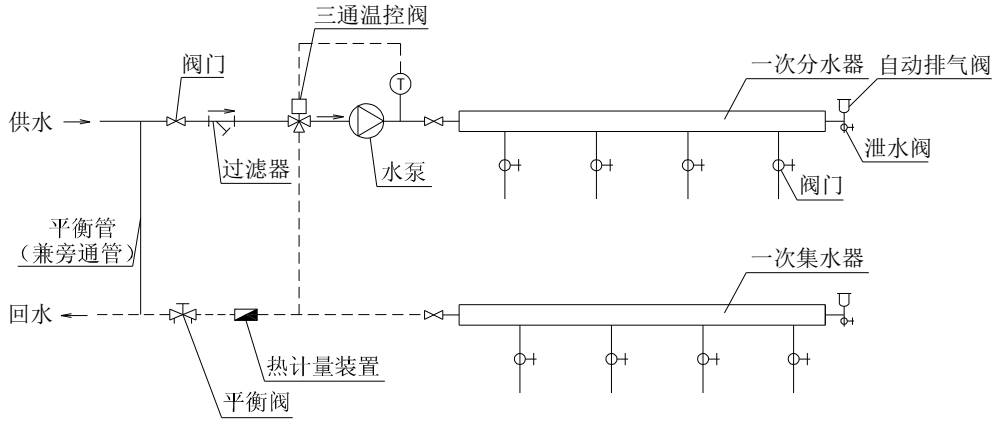 三通温控阀
阀门
一次分水器
自动排气阀
T
供水
过滤器
水泵
泄水阀
阀门
平衡管
（兼旁通管）
一次集水器
回水
热计量装置
平衡阀